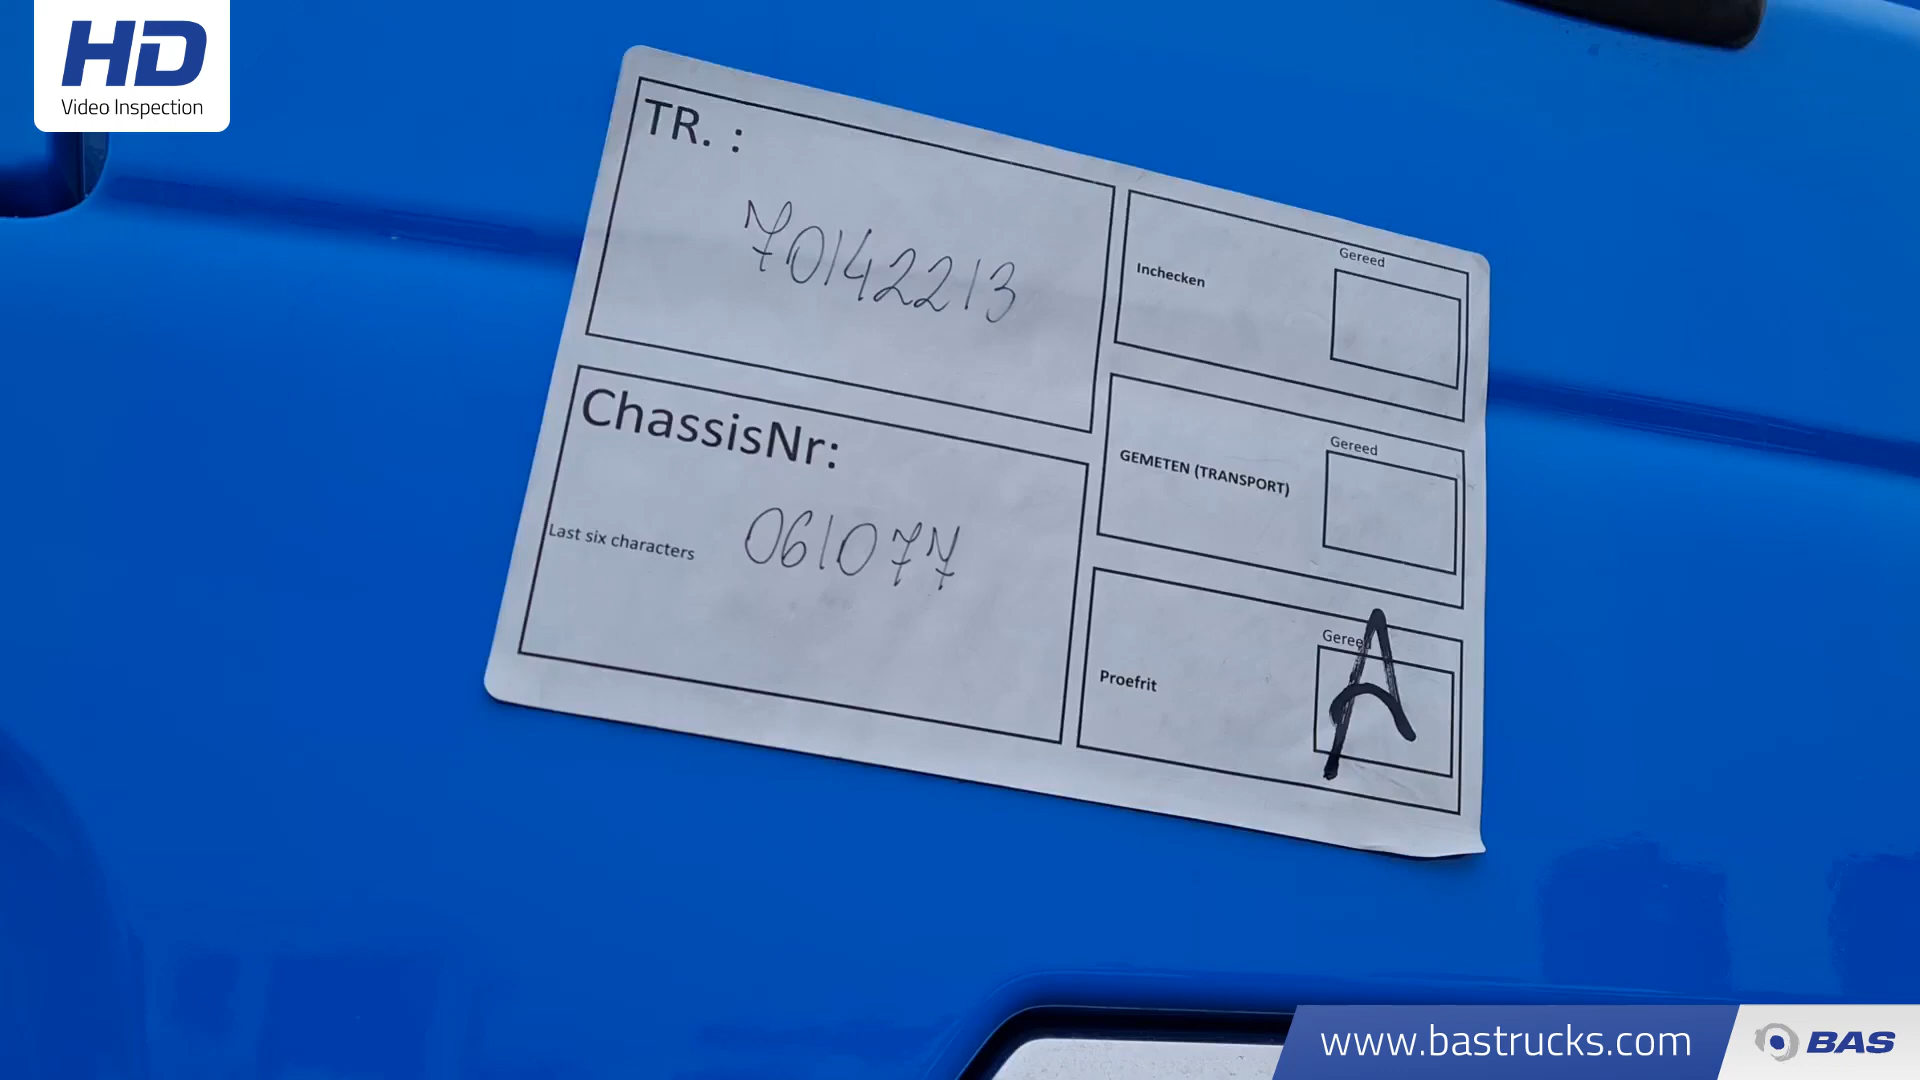 HD
Video Inspection
TR. :
70142213
ChassisNr:
Last six characters
061077
Inchecken
Gereed
GEMETEN (TRANSPORT)
Gereed
Proefrit
Gereed
A
www.bastrucks.com
BAS